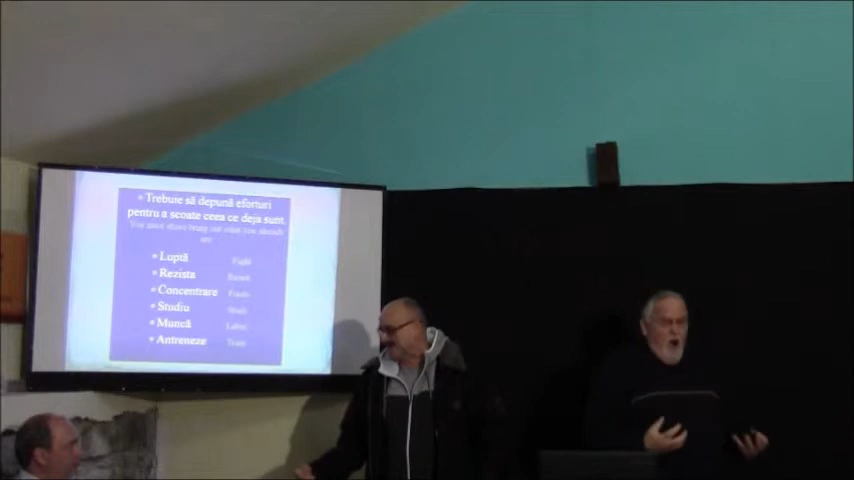 Trebuie să depună eforturi
pentru a scoate ceea ce deja sunt.
You must strive bring out what you already
are
Luptă Fight
Rezista Resist
Concentrare Focus
Studiu Study
Muncă Labor
Antreneze Train